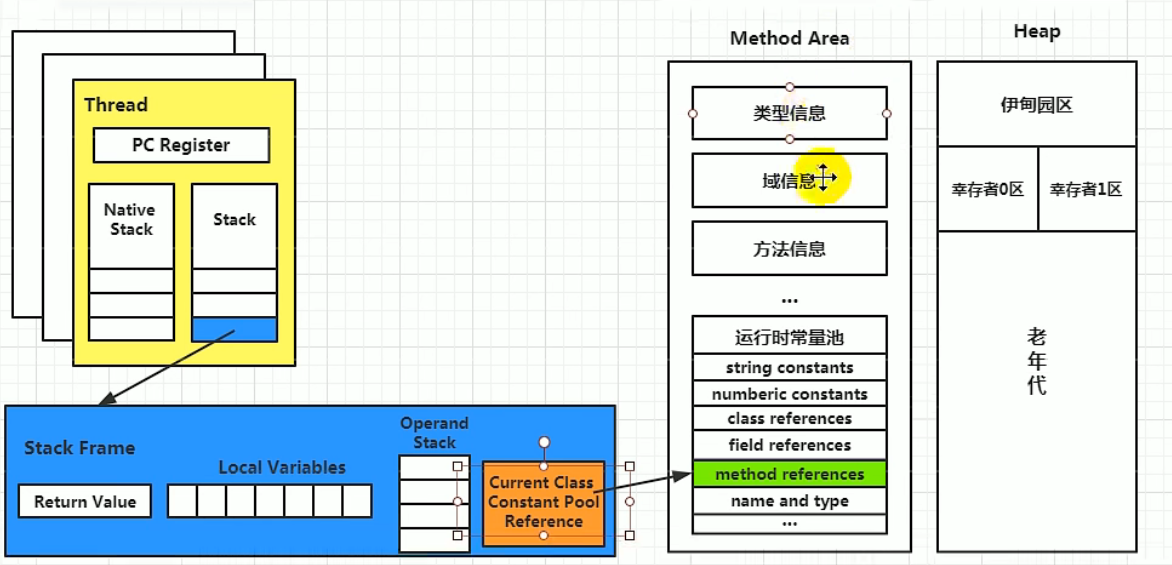 Thread
PC Register
Native
Stack
Stack
Stack Frame
Return Value
Local Variables
Operand
Stack
Current Class
Constant Pool
Reference
Method Area
类型信息
域信息
方法信息
...
运行时常量池
string constants
numberic constants
class references
field references
method references
name and type
...
Heap
伊甸园区
幸存者0区
幸存者1区
老
年
代